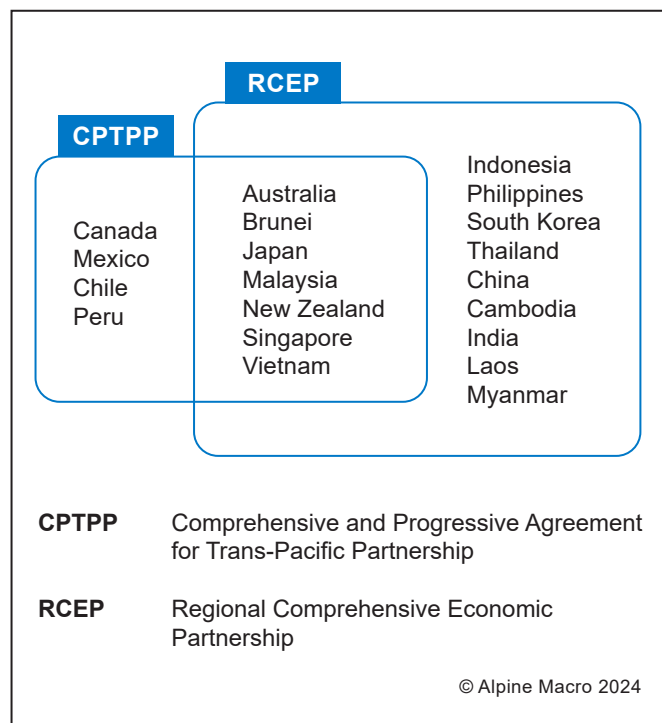 RCEP
CPTPP
Canada
Mexico
Chile
Peru
Australia
Brunei
Japan
Malaysia
New Zealand
Singapore
Vietnam
Indonesia
Philippines
South Korea
Thailand
China
Cambodia
India
Laos
Myanmar
CPTPP Comprehensive and Progressive Agreement
for Trans-Pacific Partnership
RCEP Regional Comprehensive Economic
Partnership
© Alpine Macro 2024